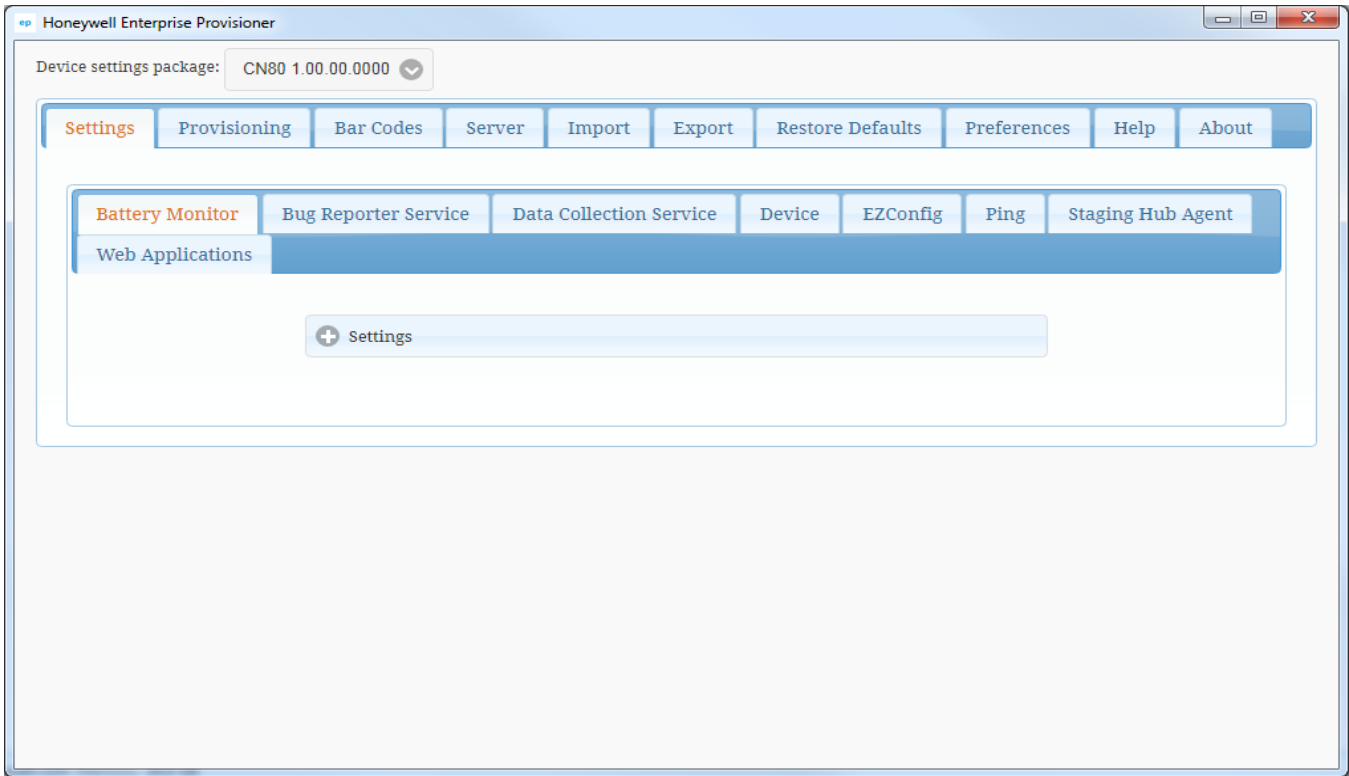 ep Honeywell Enterprise Provisioner
Device settings package: CN80 1.00.00.0000
Settings Provisioning Bar Codes Server Import Export Restore Defaults Preferences Help About
Battery Monitor Bug Reporter Service Data Collection Service Device EZConfig Ping Staging Hub Agent
Web Applications
Settings